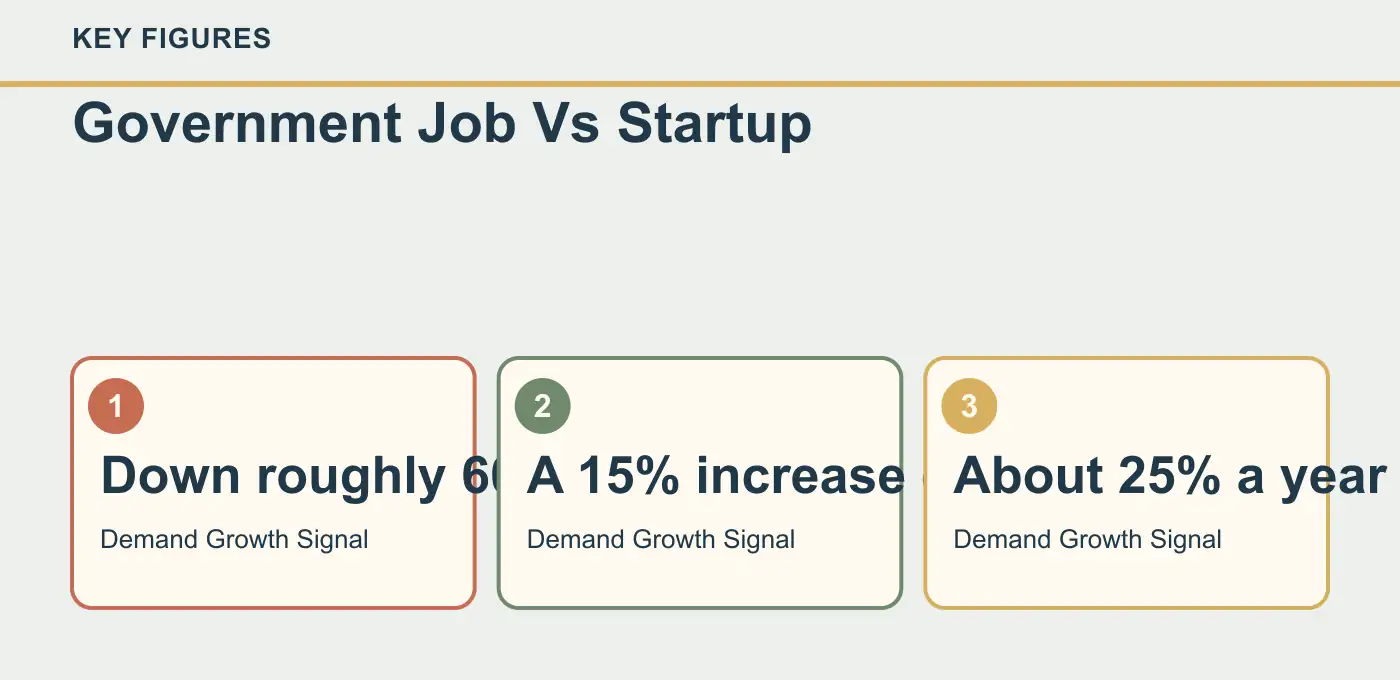 KEY FIGURES
Government Job Vs Startup
1
Down roughly
Demand Growth Signal
2
A 15% increase
Demand Growth Signal
3
About 25% a year
Demand Growth Signal